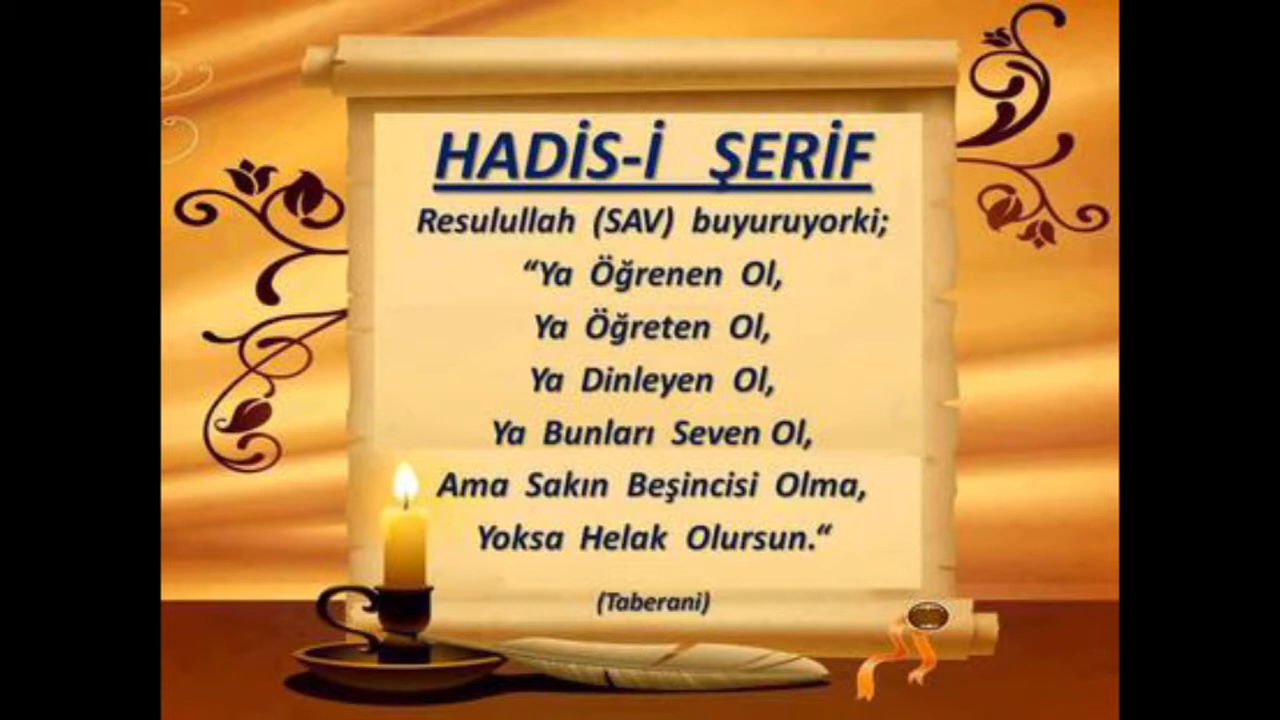 HADİS-İ ŞERİF
Resulullah (SAV) buyuruyorki;
“Ya Öğrenen Ol,
Ya Öğreten Ol,
Ya Dinleyen Ol,
Ya Bunları Seven Ol,
Ama Sakın Beşincisi Olma,
Yoksa Helak Olursun.“
(Taberani)